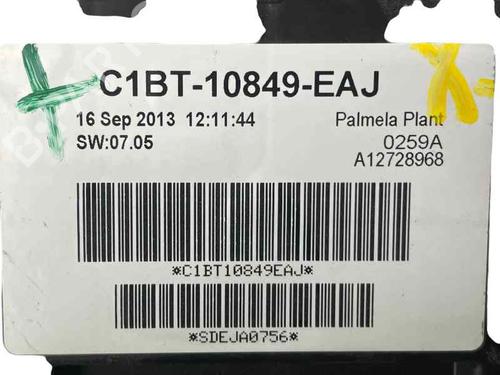 C1BT-10849-EAJ
16 Sep 2013 12:11:44 Palmela Plant
SW:07.05 0259A
A12728968
*C1BT10849EAJ*
*SDEJA0756*